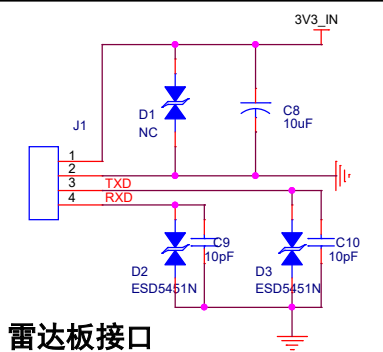 3V3_IN
D1
NC
C8
10uF
J1
1
2
3 TXD
4 RXD
C9
10pF
C10
10pF
D2
ESD5451N
D3
ESD5451N
雷达板接口